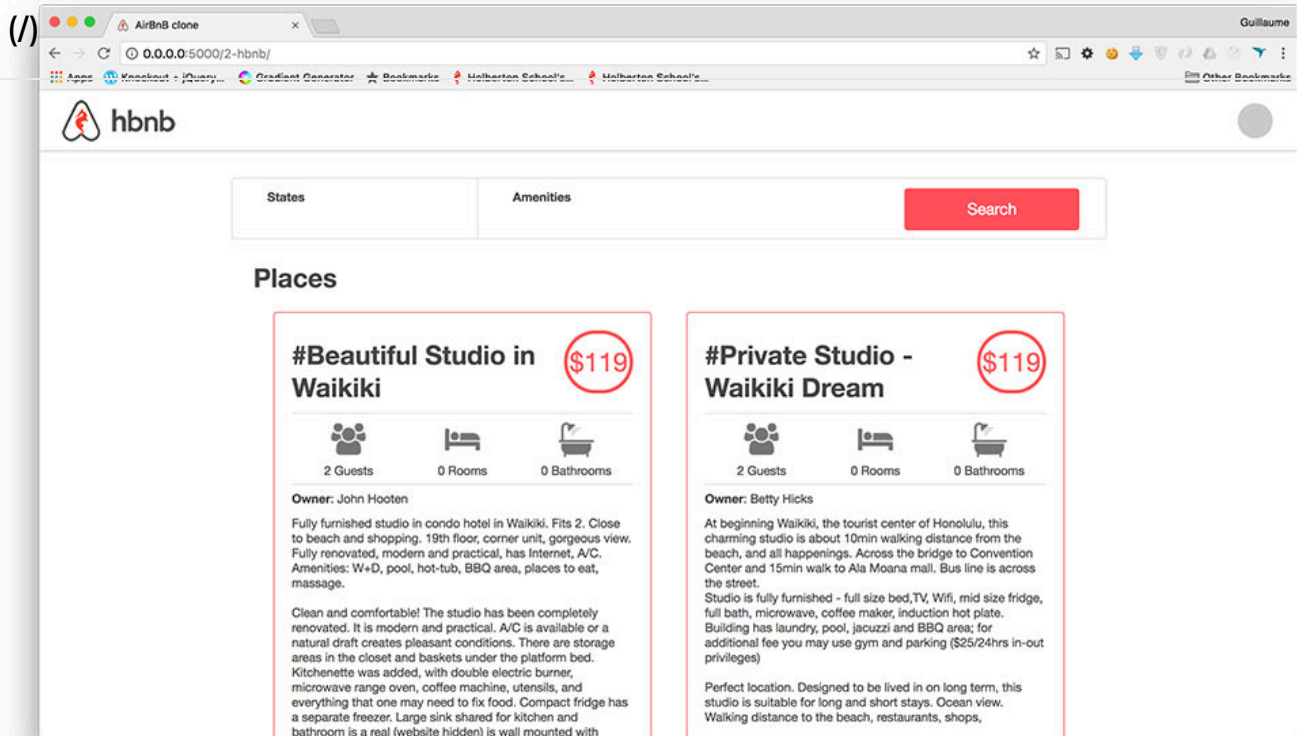 (/)
AirBnB clone
Guillaume
0.0.0.0:5000/2-hbnb/
Apps Knockout + jQuery... Gradient Generator Bookmarks Holberton School's... Holberton School's... Other Bookmarks
hbnb
States Amenities Search
Places
#Beautiful Studio in
Waikiki
$119
2 Guests 0 Rooms 0 Bathrooms
Owner: John Hooten
Fully furnished studio in condo hotel in Waikiki. Fits 2. Close
to beach and shopping. 19th floor, corner unit, gorgeous view.
Fully renovated, modern and practical, has Internet, A/C.
Amenities: W+D, pool, hot-tub, BBQ area, places to eat,
massage.
Clean and comfortable! The studio has been completely
renovated. It is modern and practical. A/C is available or a
natural draft creates pleasant conditions. There are storage
areas in the closet and baskets under the platform bed.
Kitchenette was added, with double electric burner,
microwave range oven, coffee machine, utensils, and
everything that one may need to fix food. Compact fridge has
a separate freezer. Large sink shared for kitchen and
bathroom is a real (website hidden) is wall mounted with
#Private Studio -
Waikiki Dream
$119
2 Guests 0 Rooms 0 Bathrooms
Owner: Betty Hicks
At beginning Waikiki, the tourist center of Honolulu, this
charming studio is about 10min walking distance from the
beach, and all happenings. Across the bridge to Convention
Center and 15min walk to Ala Moana mall. Bus line is across
the street.
Studio is fully furnished - full size bed,TV, Wifi, mid size fridge,
full bath, microwave, coffee maker, induction hot plate.
Building has laundry, pool, jacuzzi and BBQ area; for
additional fee you may use gym and parking ($25/24hrs in-out
privileges)
Perfect location. Designed to be lived in on long term, this
studio is suitable for long and short stays. Ocean view.
Walking distance to the beach, restaurants, shops,